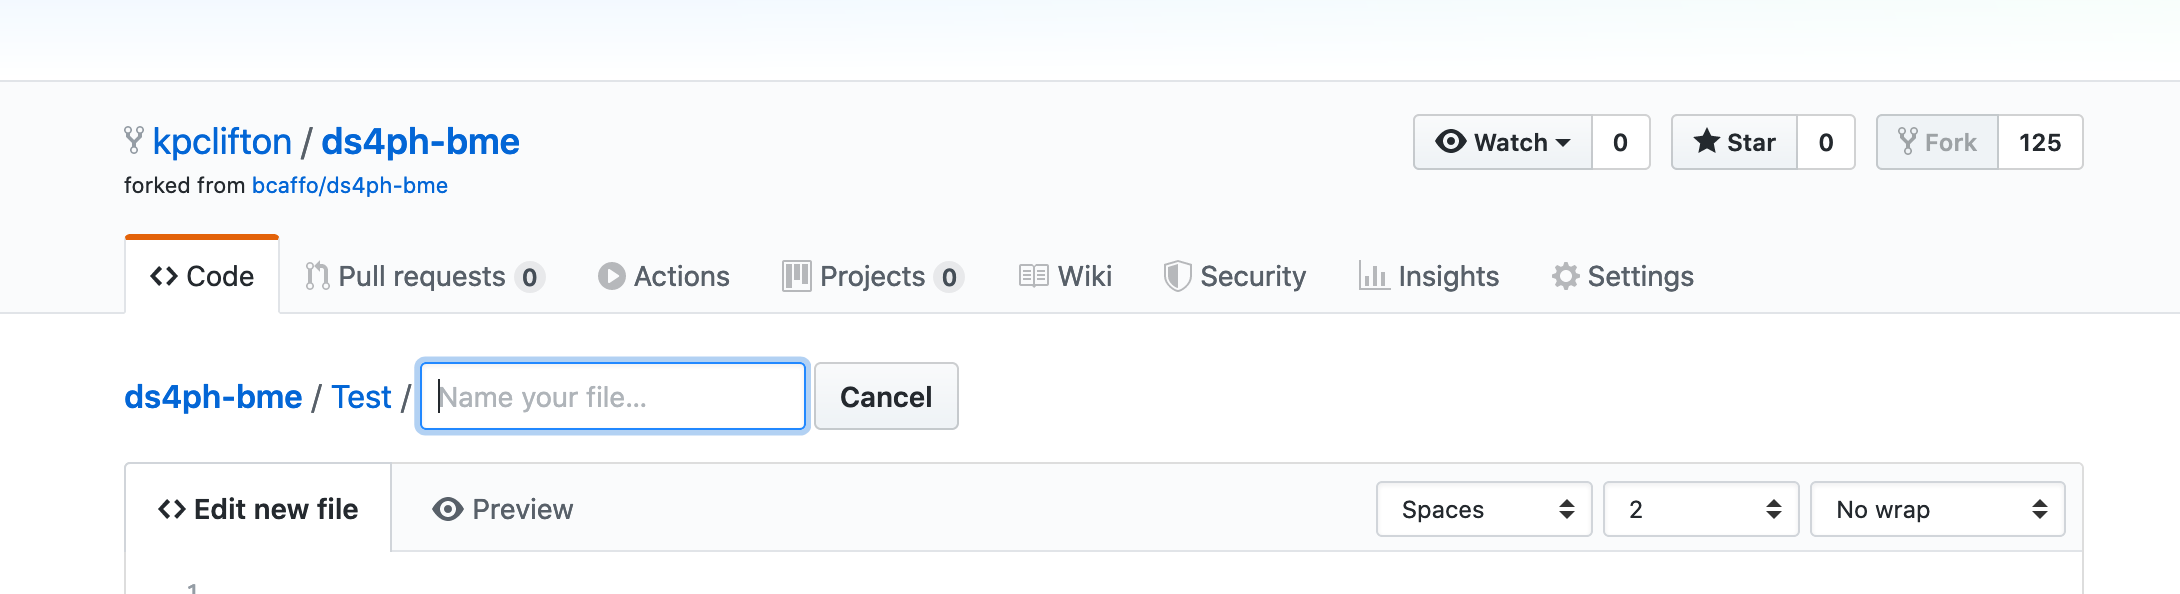 kpclifton / ds4ph-bme
Watch 0 Star 0 Fork 125
forked from bcaffo/ds4ph-bme
Code Pull requests 0 Actions Projects 0 Wiki Security Insights Settings
ds4ph-bme / Test / Name your file... Cancel
Edit new file Preview Spaces 2 No wrap
1